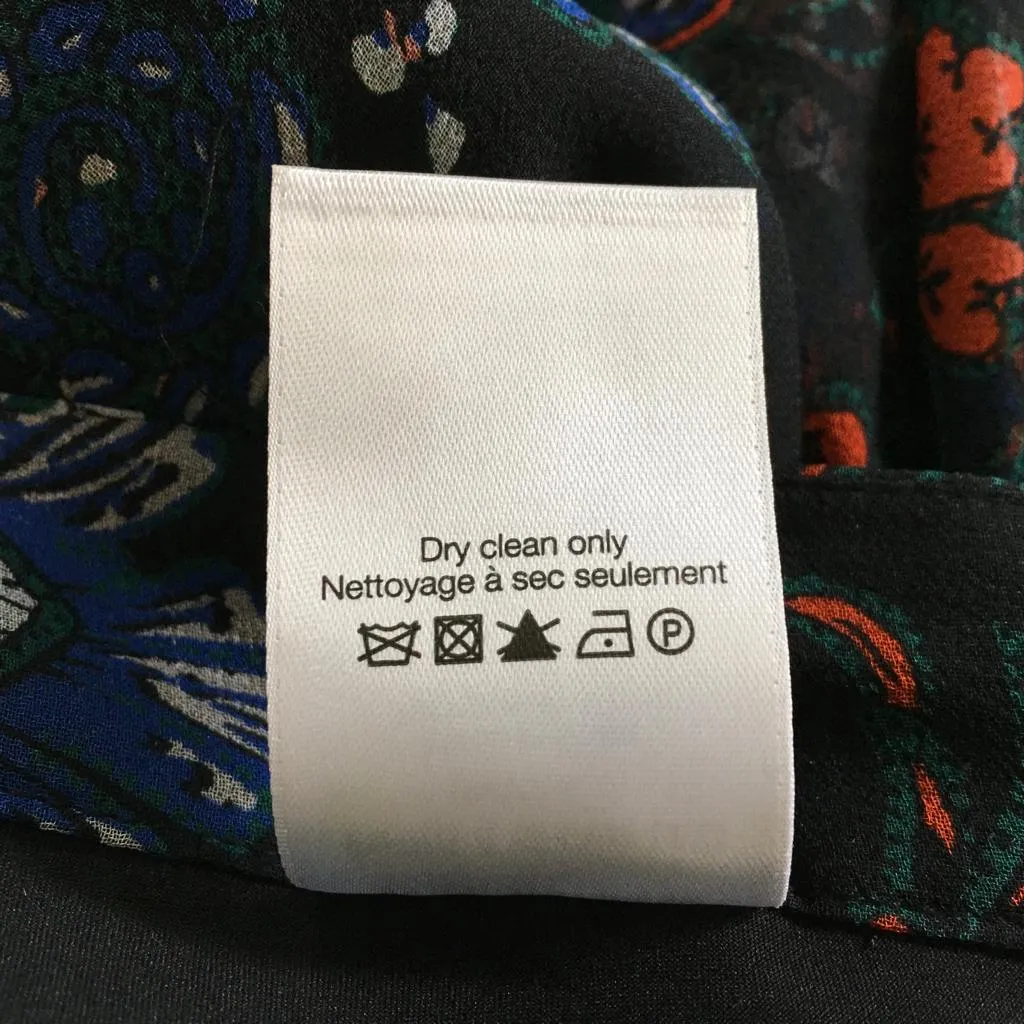 Dry clean only
Nettoyage à sec seulement
P